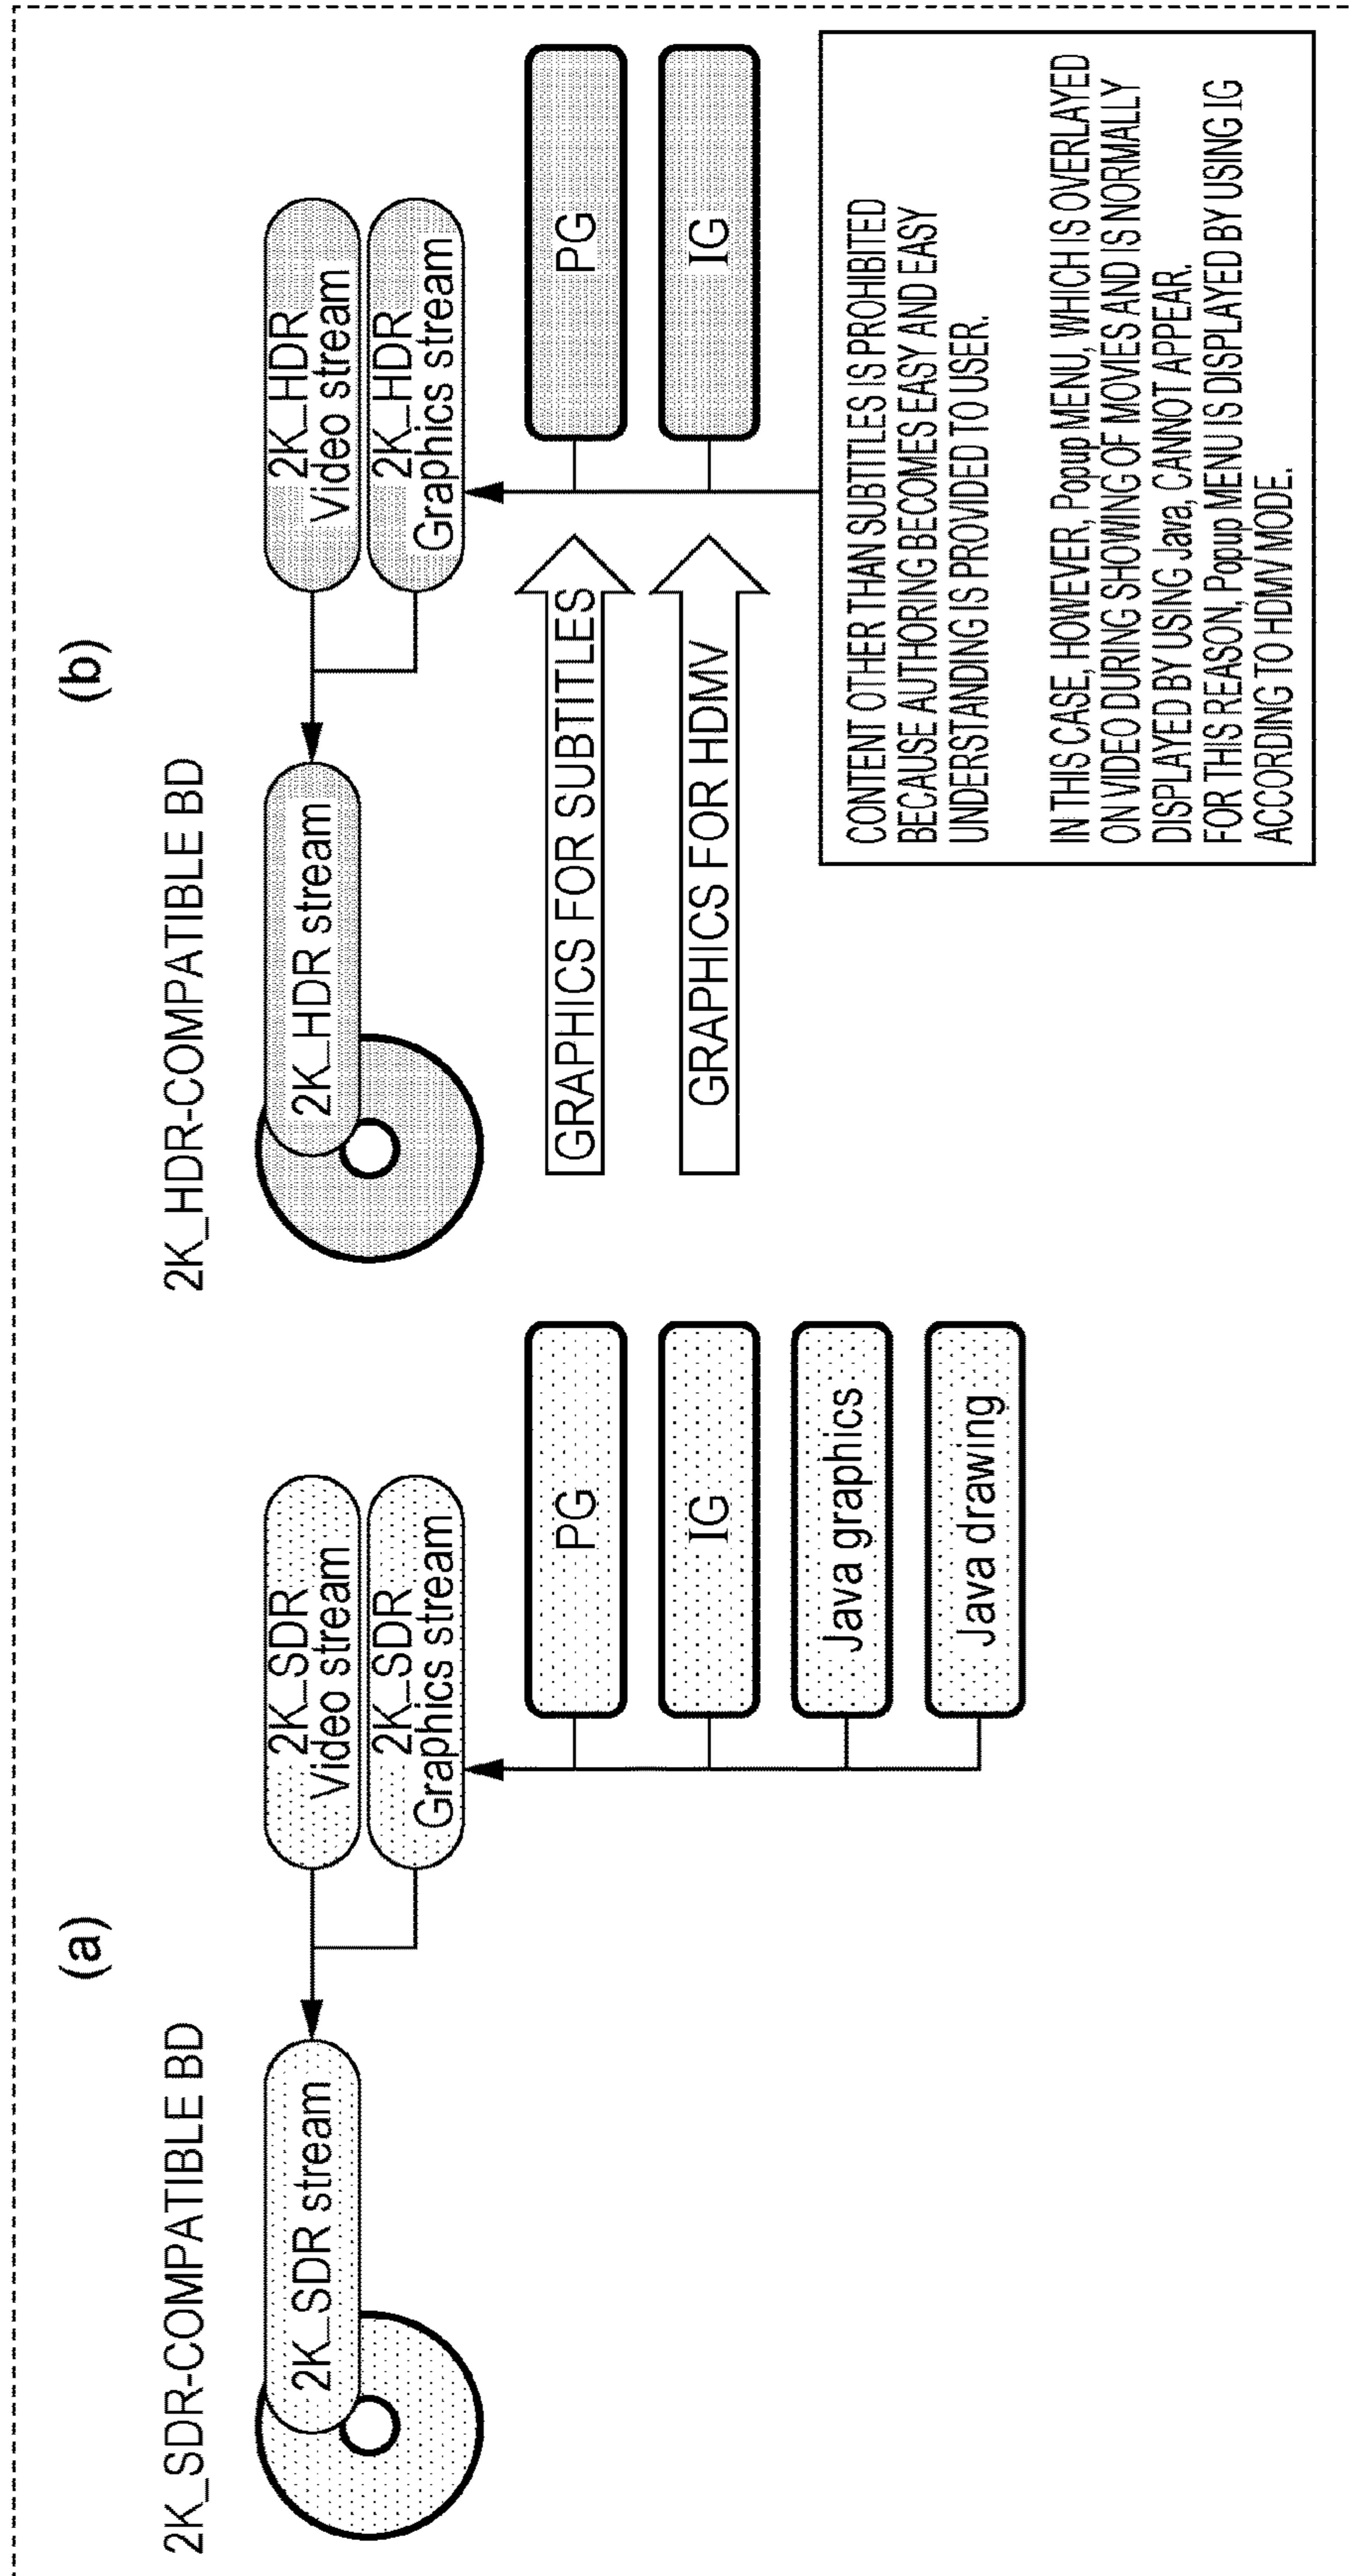 (a)
2K_SDR-COMPATIBLE BD
2K_SDR stream
2K_SDR
Video stream
2K_SDR
Graphics stream
PG
IG
Java graphics
Java drawing
(b)
2K_HDR-COMPATIBLE BD
2K_HDR stream
2K_HDR
Video stream
2K_HDR
Graphics stream
GRAPHICS FOR SUBTITLES
PG
GRAPHICS FOR HDMV
IG
CONTENT OTHER THAN SUBTITLES IS PROHIBITED
BECAUSE AUTHORING BECOMES EASY AND EASY
UNDERSTANDING IS PROVIDED TO USER.
IN THIS CASE, HOWEVER, Popup MENU, WHICH IS OVERLAYED
ON VIDEO DURING SHOWING OF MOVIES AND IS NORMALLY
DISPLAYED BY USING Java, CANNOT APPEAR.
FOR THIS REASON, Popup MENU IS DISPLAYED BY USING IG
ACCORDING TO HDMV MODE.